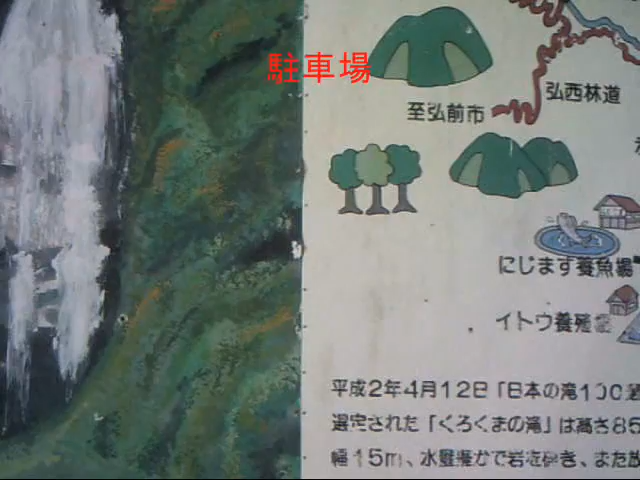 駐車場
弘西林道
至弘前市
にじます養魚場
イトウ養殖
平成2年4月12日「日本の滝100選
選定された「くろくまの滝」は高さ85
幅15m、水量豊かで岩を砕き、また放